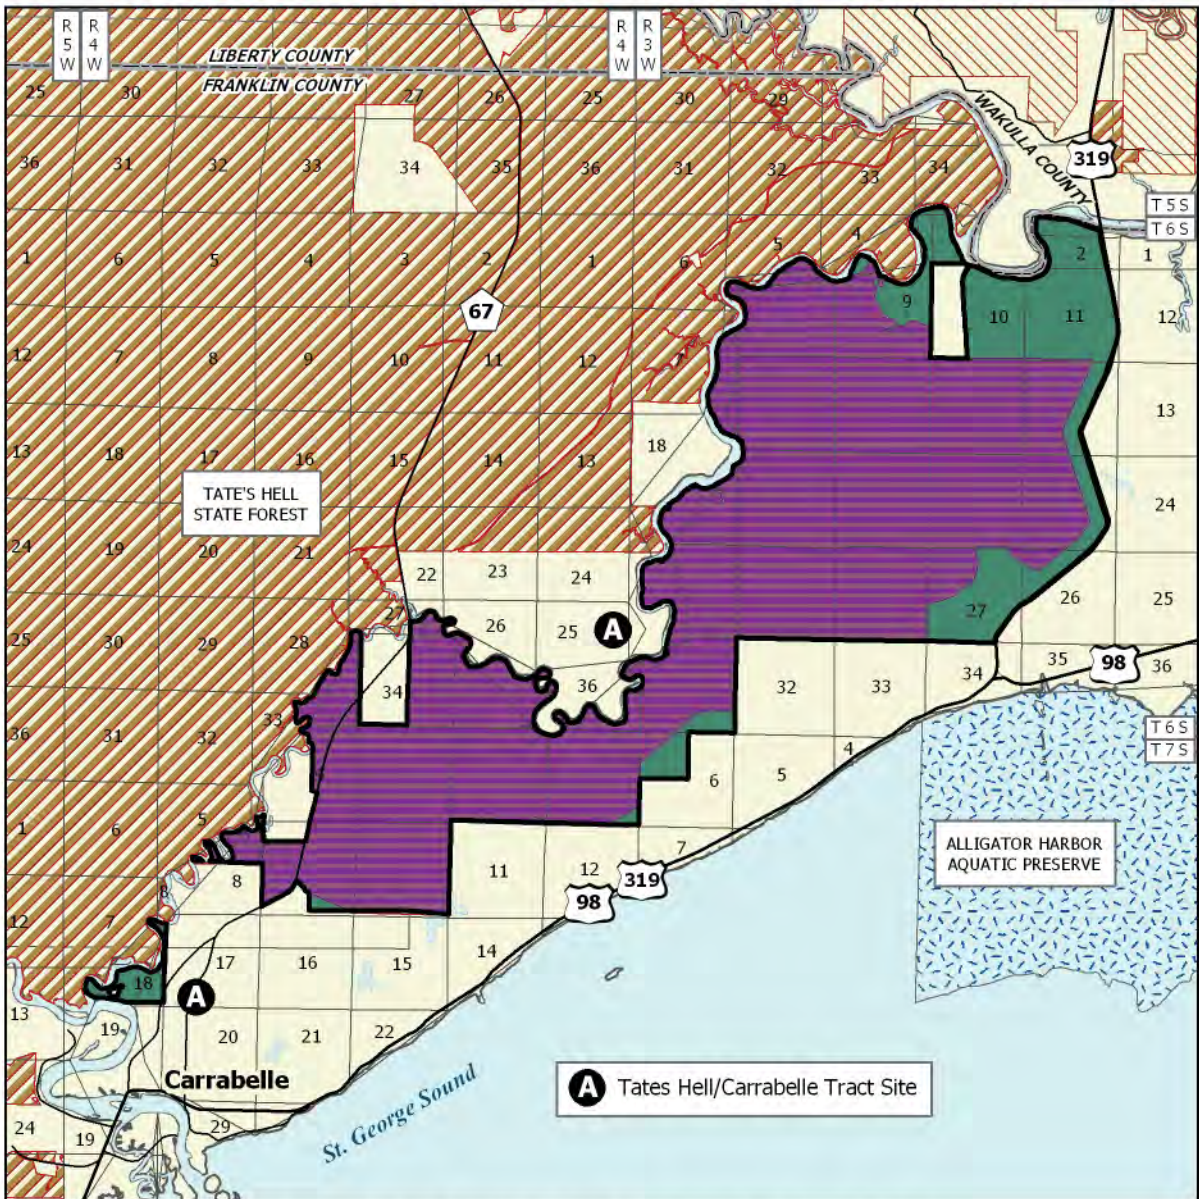 R R
5 4
W W
R R
4 3
W W
LIBERTY COUNTY
FRANKLIN COUNTY
WAKULLA COUNTY
319
25 30 27 26 25 30 29
36 31 32 33 34 35 36 31 32 33 34
T 5 S
T 6 S
1 6 5 4 3 2 1 6 5 4 2 1
67
9 10 11 12
12 7 8 9 10 11 12
13
13 18 17 16 15 14 13 18
TATE'S HELL
STATE FOREST
24
24 19 20 21 22 23 24
27 26 25 A 27 26 25
25 30 29 28
34 36 32 33 34 35 98 36
36 31 32 33
T 6 S
T 7 S
6 5 4
1 6 5
ALLIGATOR HARBOR
AQUATIC PRESERVE
8 8 11 12 7
319
98
12 7
17 16 15 14
18 A
13 19 20 21 22
Carrabelle
St. George Sound
A Tates Hell/Carrabelle Tract Site
24 19 29